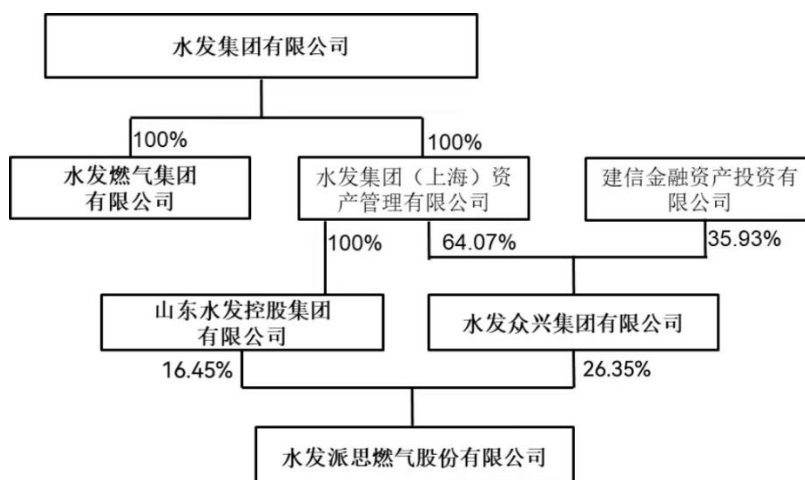 水发集团有限公司
100%
100%
水发燃气集团
有限公司
水发集团（上海）资
产管理有限公司
建信金融资产投资有
限公司
100%
64.07%
35.93%
山东水发控股集团
有限公司
水发众兴集团有限公司
16.45%
26.35%
水发派思燃气股份有限公司